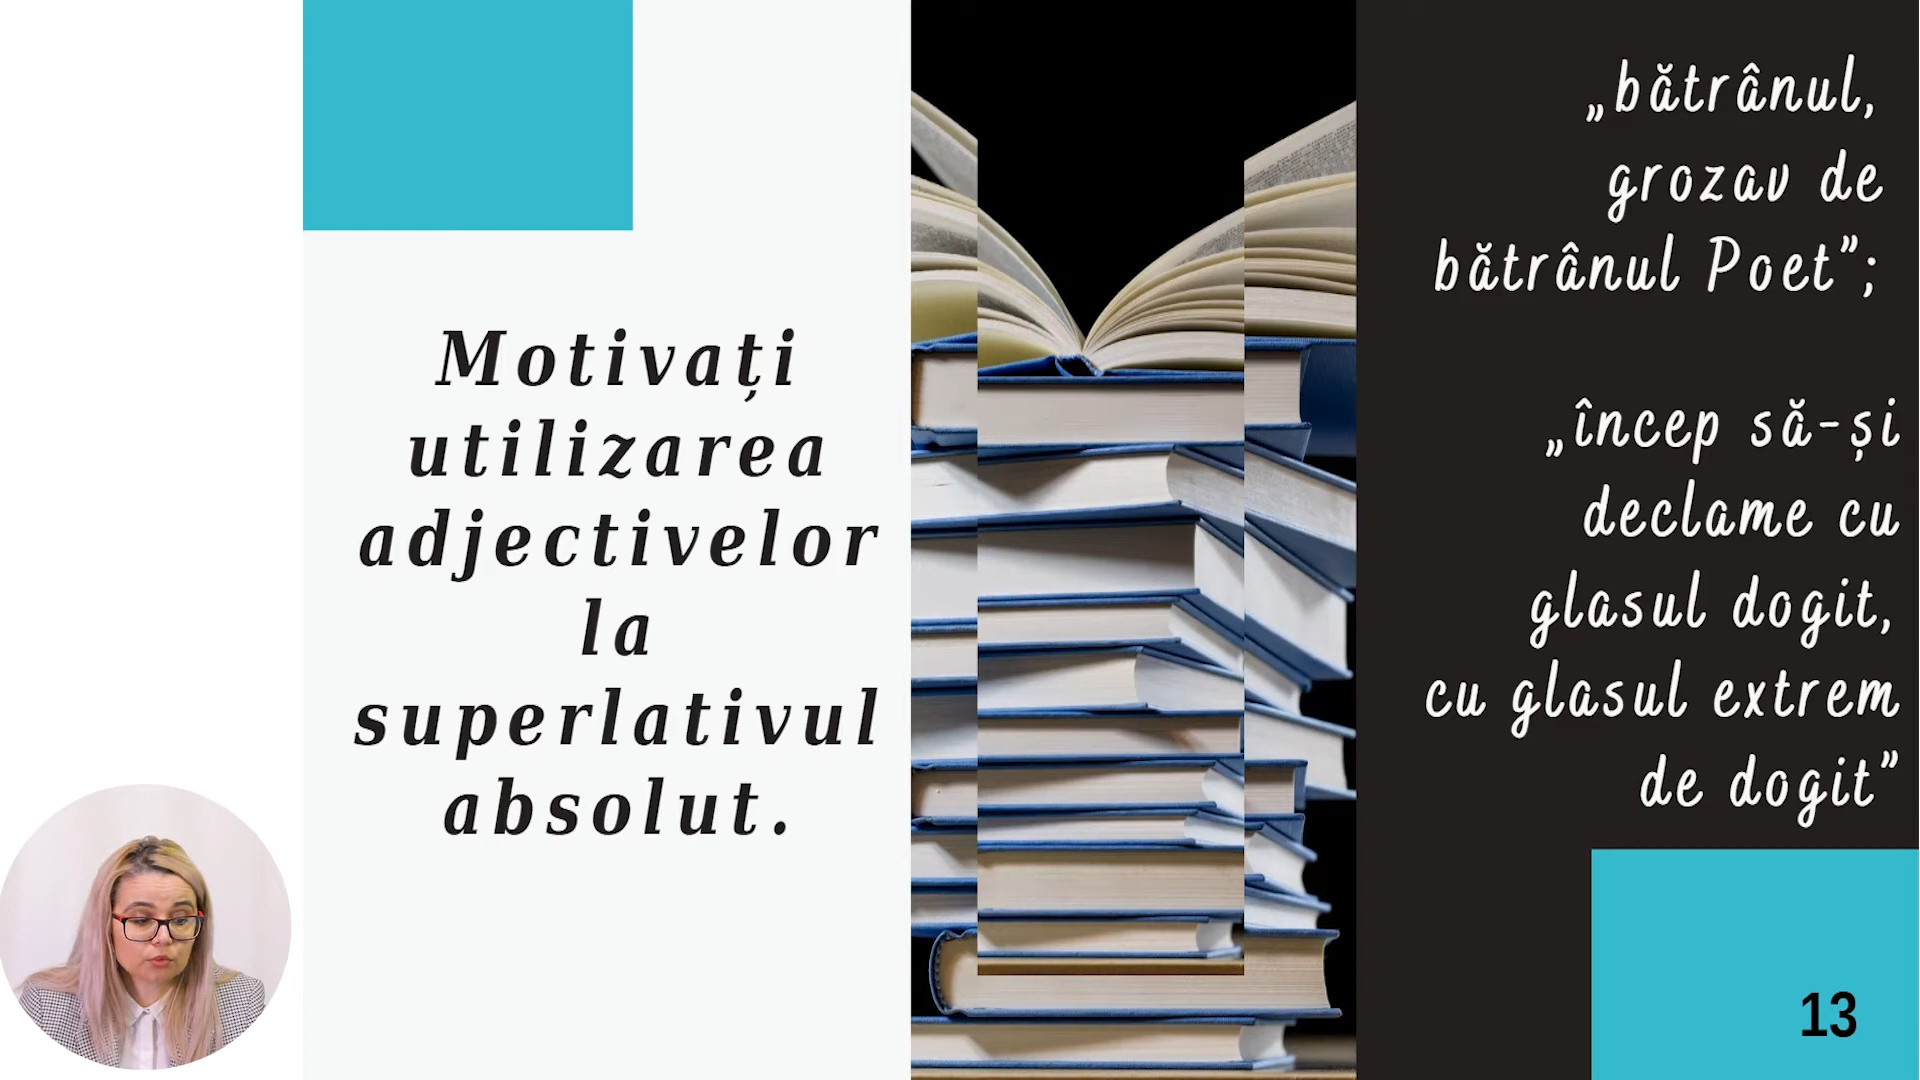 Motivați
utilizarea
adjectivelor
la
superlativul
absolut.
„bătrânul,
grozav de
bătrânul Poet”;
„încep să-și
declame cu
glasul dogit,
cu glasul extrem
de dogit”
13